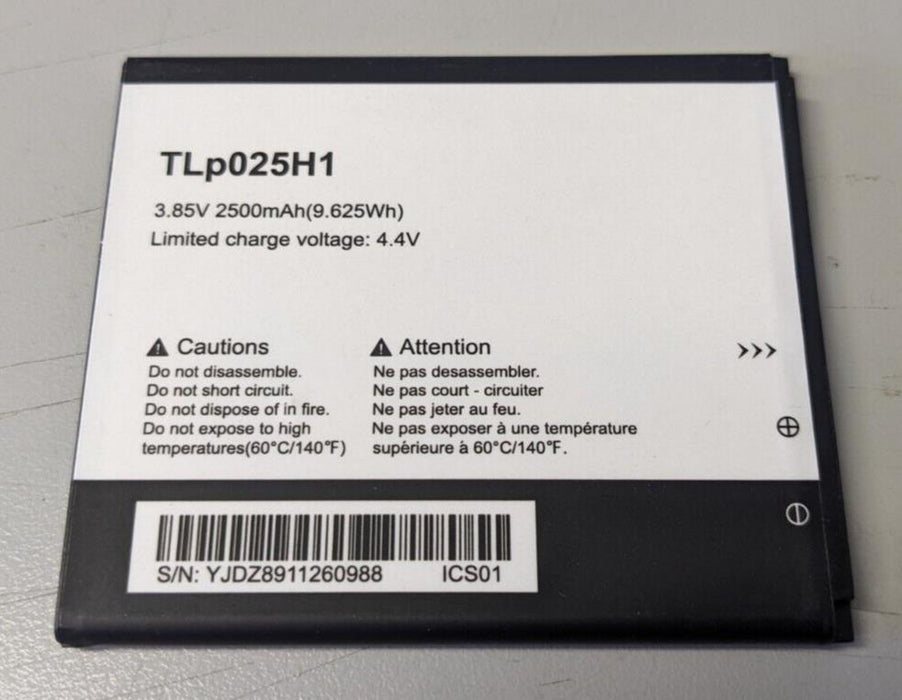 TLp025H1
3.85V 2500mAh(9.625Wh)
Limited charge voltage: 4.4V
Cautions
Do not disassemble.
Do not short circuit.
Do not dispose of in fire.
Do not expose to high
temperatures(60°C/140°F)
Attention
Ne pas desassembler.
Ne pas court - circuiter
Ne pas jeter au feu.
Ne pas exposer à une température
supérieure à 60°C/140°F.
S/N: YJDZ8911260988 ICS01